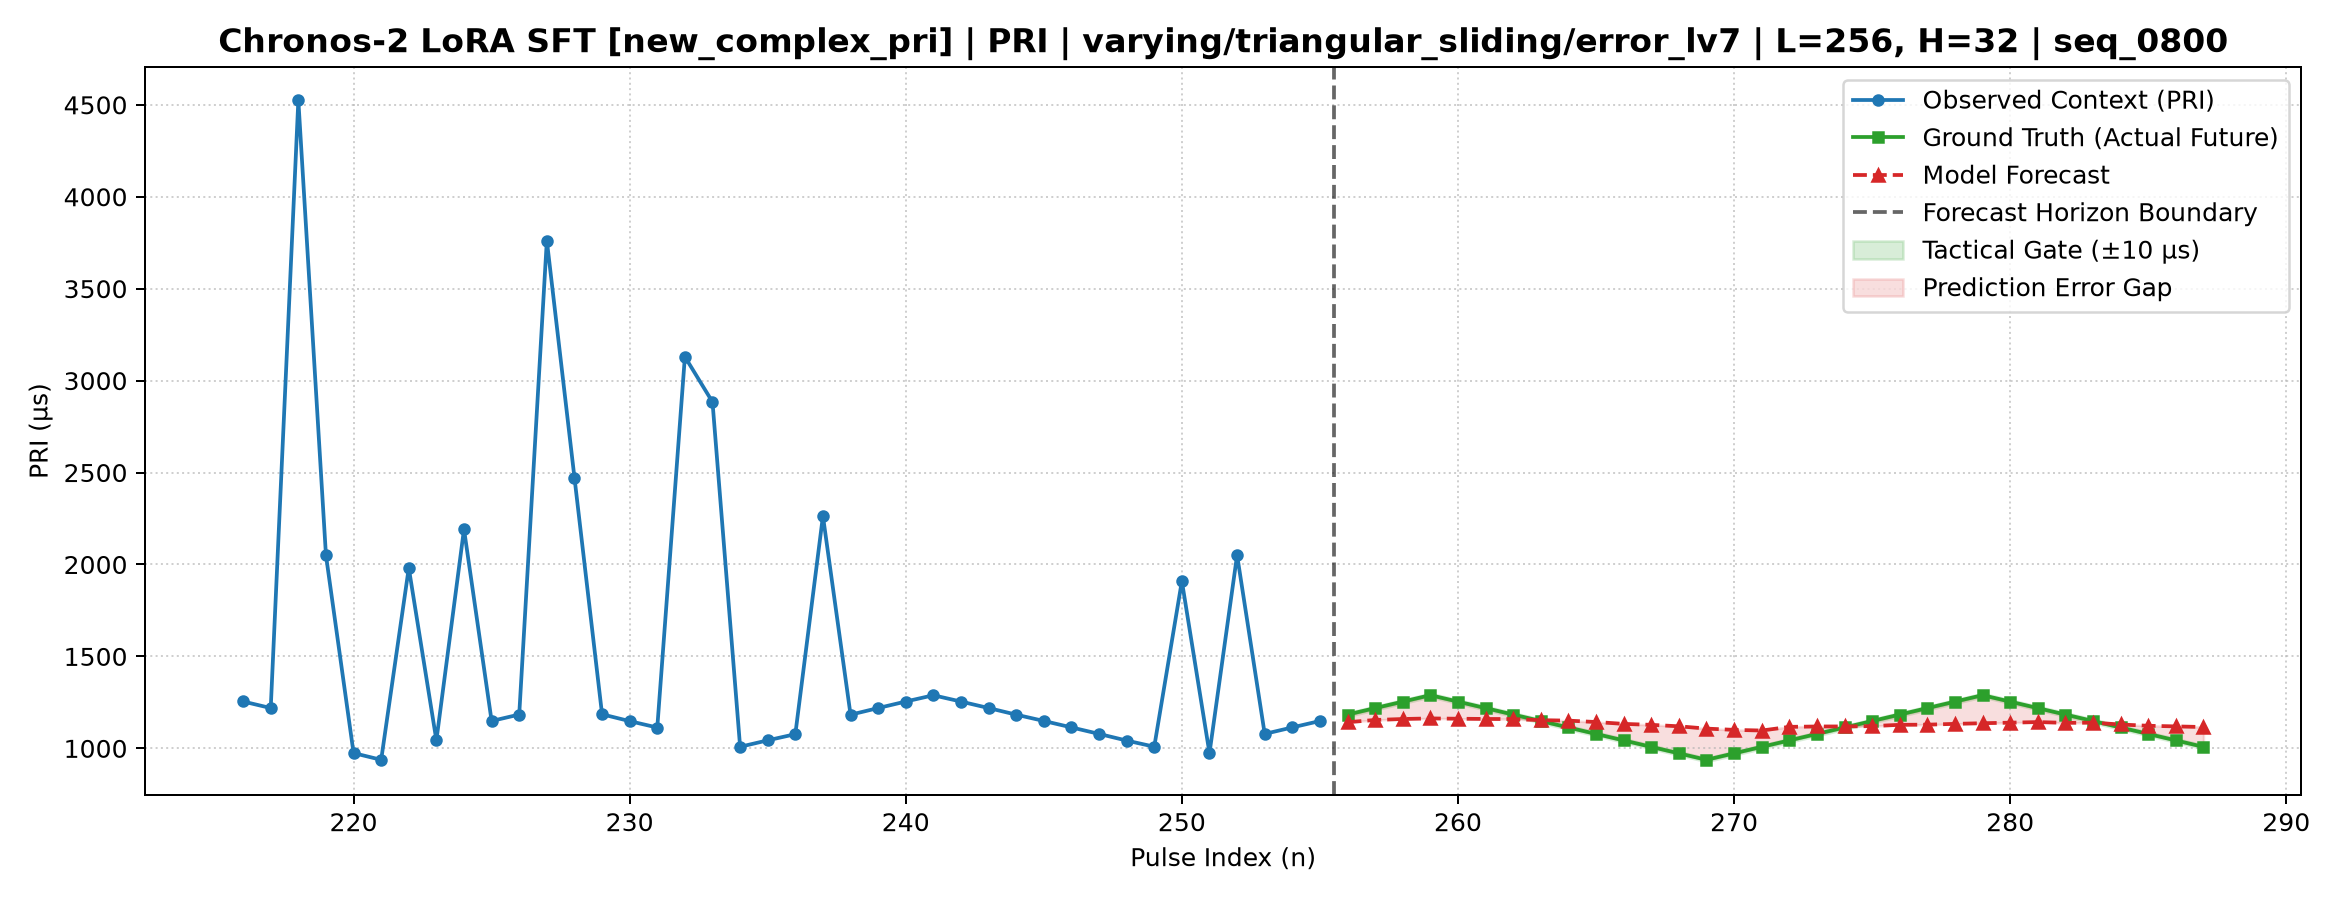 Chronos-2 LoRA SFT [new_complex_pri] | PRI | varying/triangular_sliding/error_lv7 | L=256, H=32 | seq_0800
PRI (µs)
4500
4000
3500
3000
2500
2000
1500
1000
Observed Context (PRI)
Ground Truth (Actual Future)
Model Forecast
Forecast Horizon Boundary
Tactical Gate (±10 µs)
Prediction Error Gap
220 230 240 250 260 270 280 290
Pulse Index (n)